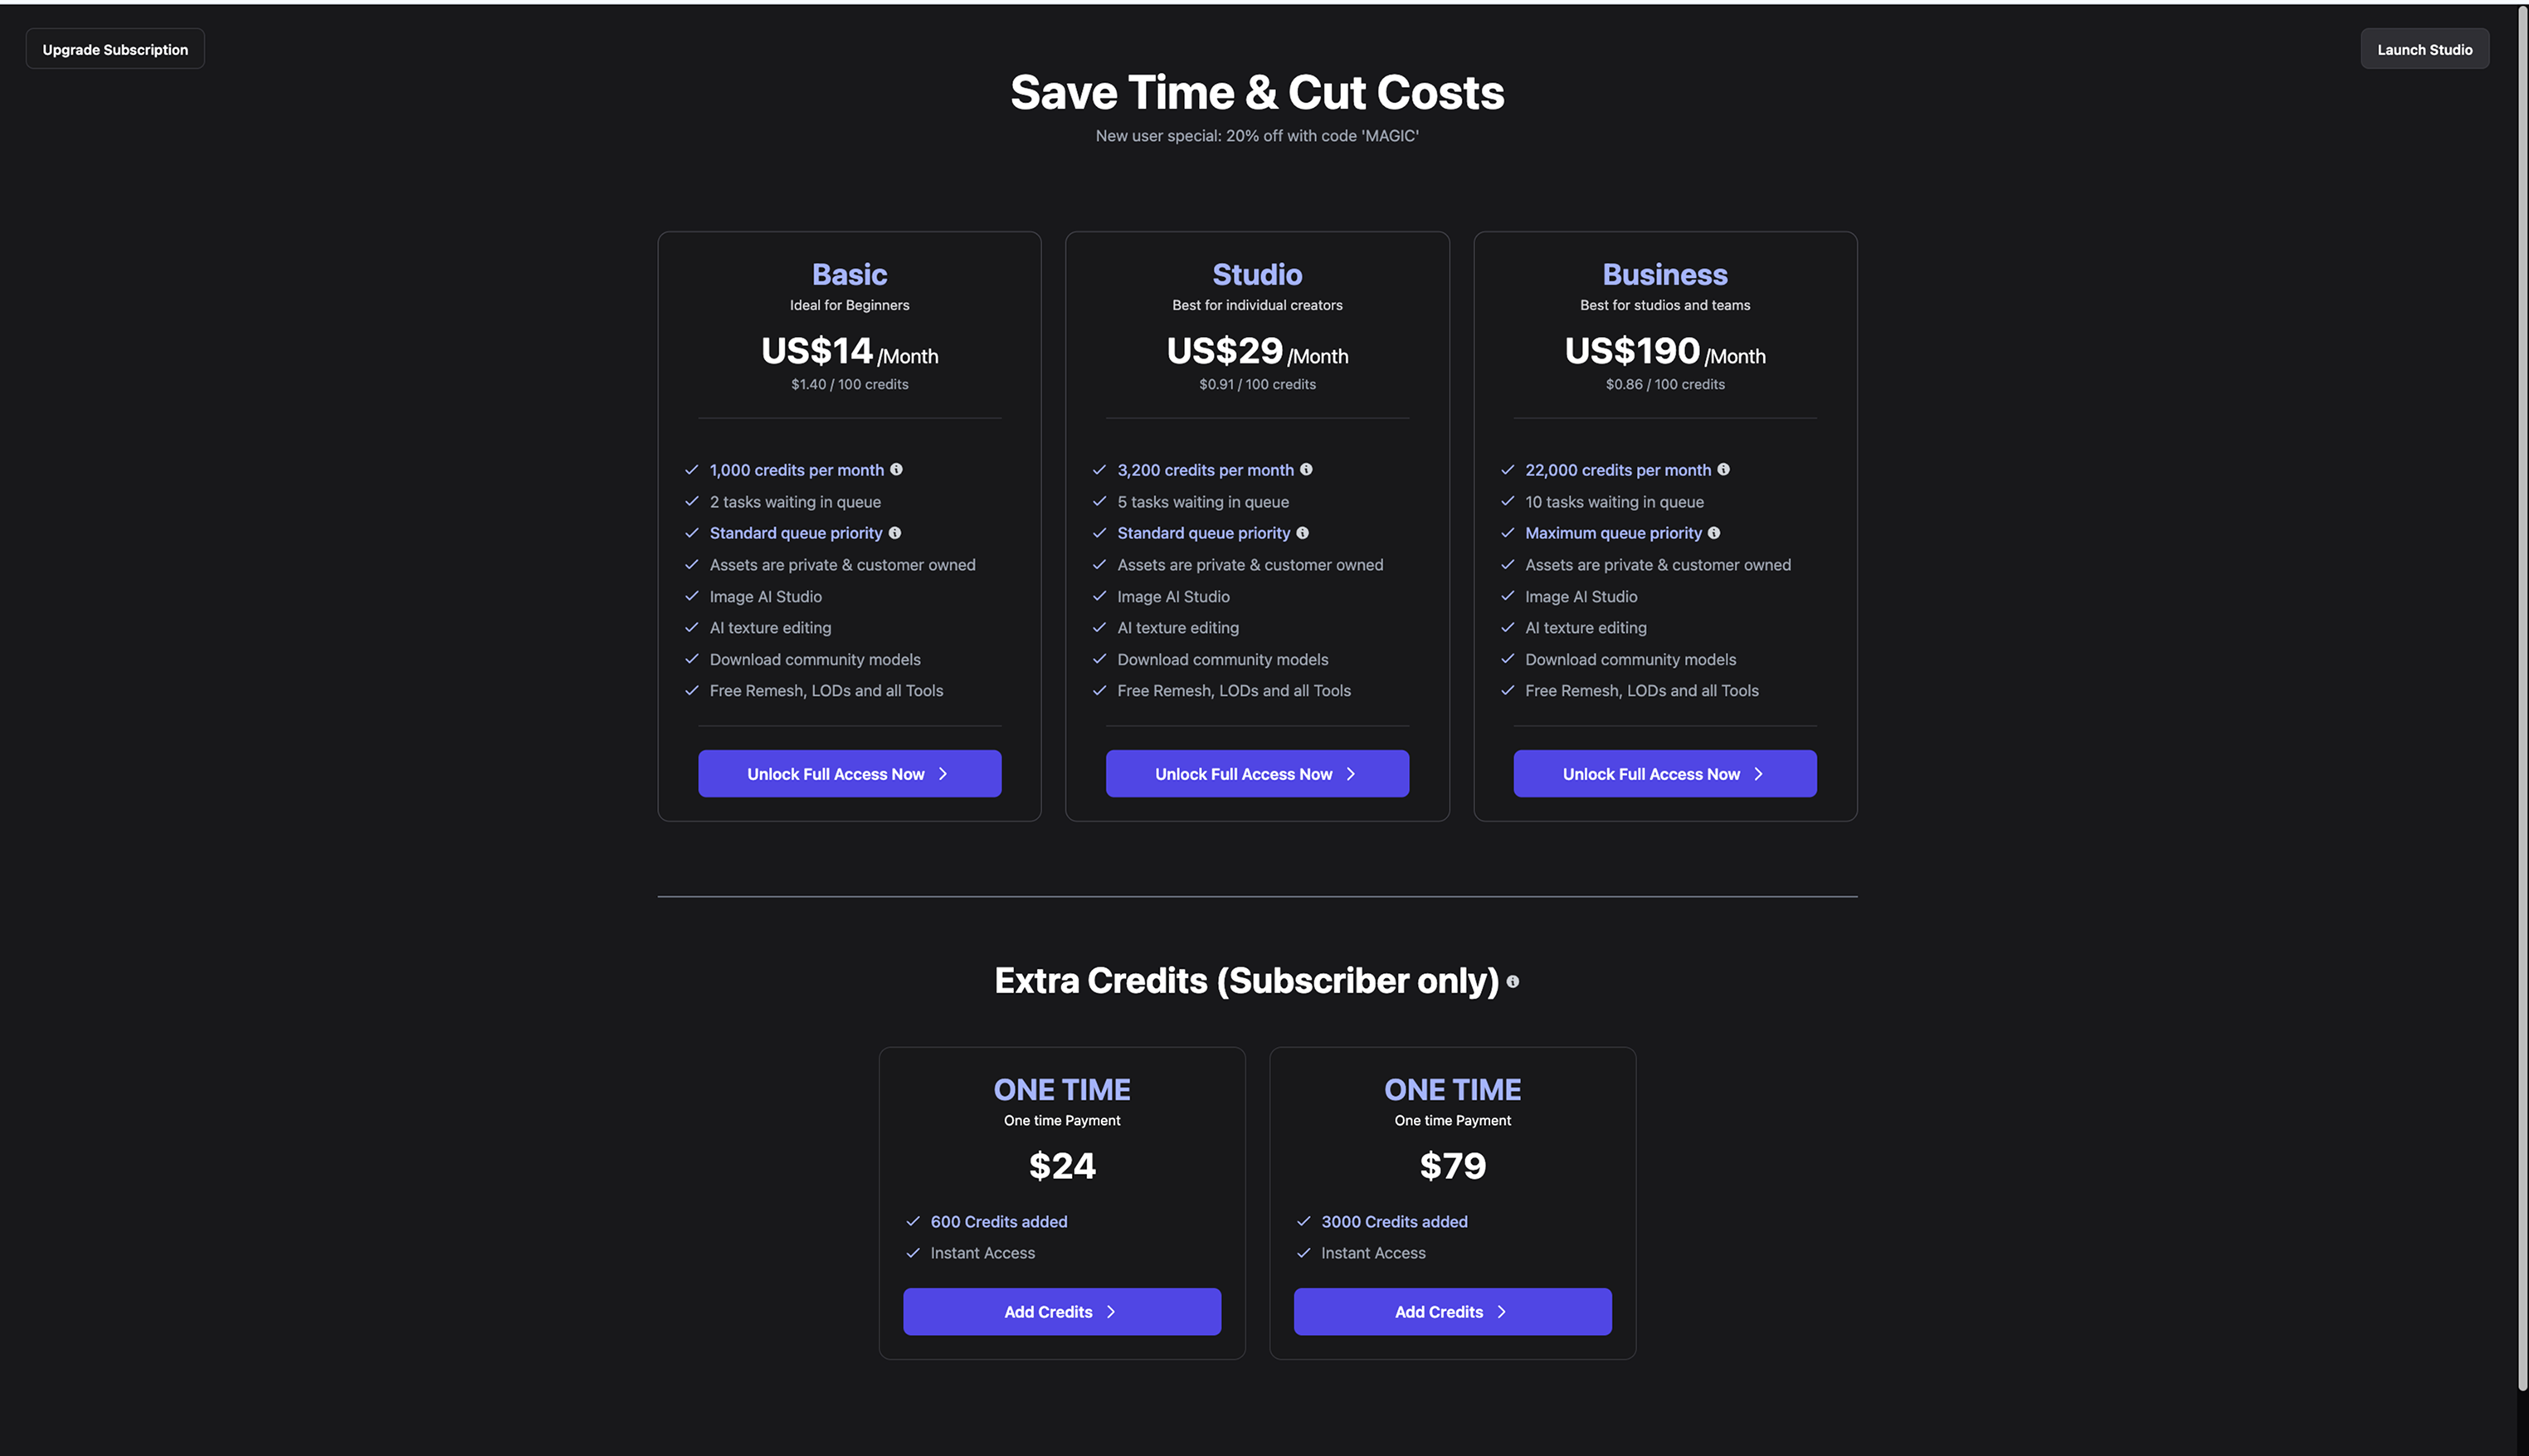 Upgrade Subscription
Launch Studio
Save Time & Cut Costs
New user special: 20% off with code 'MAGIC'
Basic
Ideal for Beginners
US$14 /Month
$1.40 / 100 credits
1,000 credits per month
2 tasks waiting in queue
Standard queue priority
Assets are private & customer owned
Image AI Studio
AI texture editing
Download community models
Free Remesh, LODs and all Tools
Unlock Full Access Now
Studio
Best for individual creators
US$29 /Month
$0.91 / 100 credits
3,200 credits per month
5 tasks waiting in queue
Standard queue priority
Assets are private & customer owned
Image AI Studio
AI texture editing
Download community models
Free Remesh, LODs and all Tools
Unlock Full Access Now
Business
Best for studios and teams
US$190 /Month
$0.86 / 100 credits
22,000 credits per month
10 tasks waiting in queue
Maximum queue priority
Assets are private & customer owned
Image AI Studio
AI texture editing
Download community models
Free Remesh, LODs and all Tools
Unlock Full Access Now
Extra Credits (Subscriber only)
ONE TIME
One time Payment
$24
600 Credits added
Instant Access
Add Credits
ONE TIME
One time Payment
$79
3000 Credits added
Instant Access
Add Credits